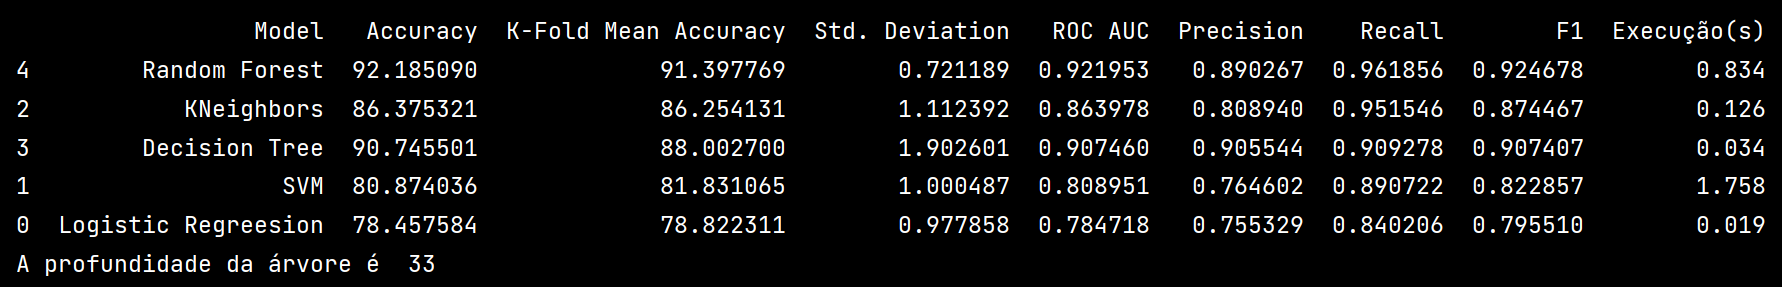 Model Accuracy K-Fold Mean Accuracy Std. Deviation ROC AUC Precision Recall F1 Execução(s)
4 Random Forest 92.185090 91.397769 0.721189 0.921953 0.890267 0.961856 0.924678 0.834
2 KNeighbors 86.375321 86.254131 1.112392 0.863978 0.808940 0.951546 0.874467 0.126
3 Decision Tree 90.745501 88.002700 1.902601 0.907460 0.905544 0.909278 0.907407 0.034
1 SVM 80.874036 81.831065 1.000487 0.808951 0.764602 0.890722 0.822857 1.758
0 Logistic Regreesion 78.457584 78.822311 0.977858 0.784718 0.755329 0.840206 0.795510 0.019
A profundidade da árvore é 33